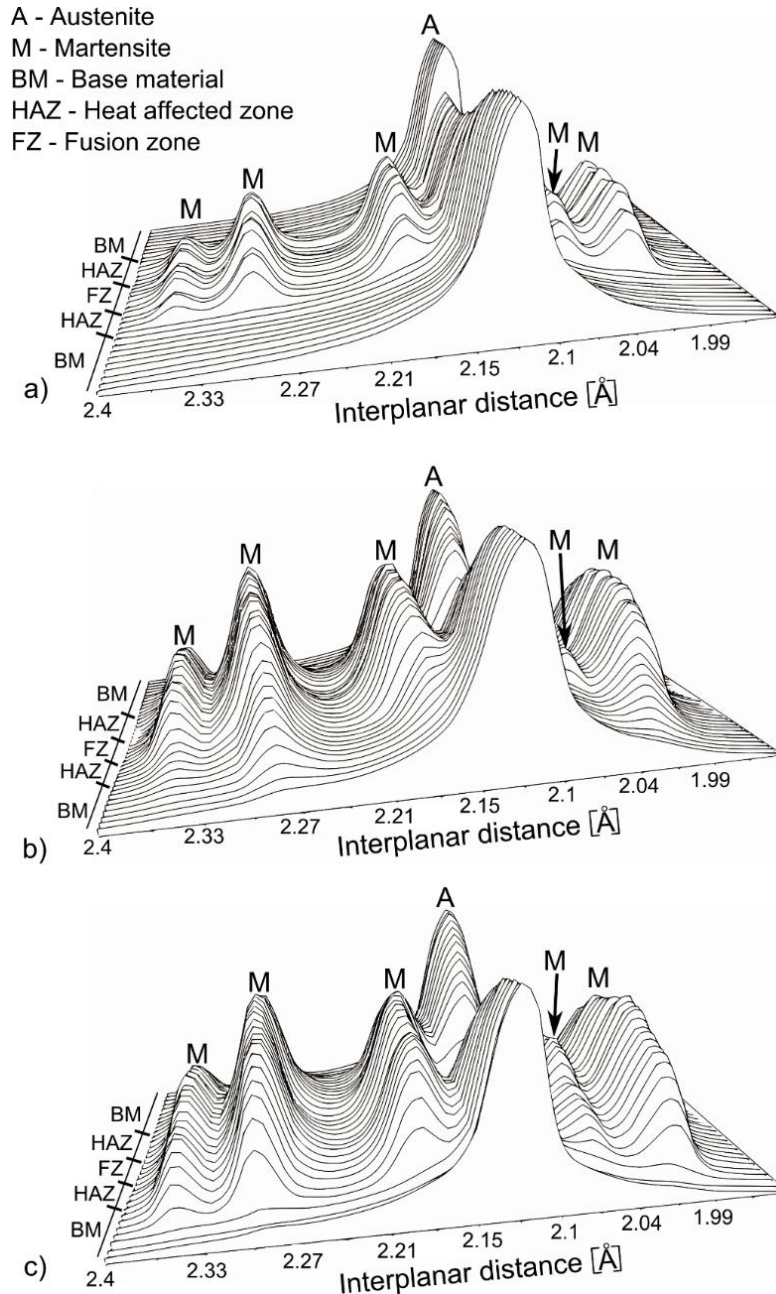 A - Austenite
M - Martensite
BM - Base material
HAZ - Heat affected zone
FZ - Fusion zone
A
M
M
M
M
M
BM
HAZ
FZ
HAZ
BM
a)
2.4
2.33
2.27
2.21
2.15
2.1
2.04
1.99
Interplanar distance [Å]
A
M
M
M
M
M
BM
HAZ
FZ
HAZ
BM
b)
2.4
2.33
2.27
2.21
2.15
2.1
2.04
1.99
Interplanar distance [Å]
A
M
M
M
M
M
BM
HAZ
FZ
HAZ
BM
c)
2.4
2.33
2.27
2.21
2.15
2.1
2.04
1.99
Interplanar distance [Å]